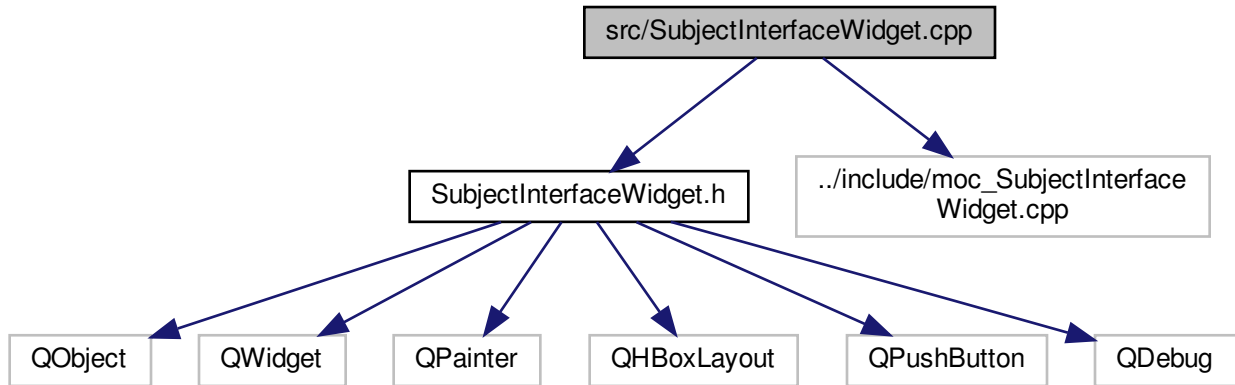 src/SubjectInterfaceWidget.cpp
SubjectInterfaceWidget.h
../include/moc_SubjectInterface
Widget.cpp
QObject
QWidget
QPainter
QHBoxLayout
QPushButton
QDebug